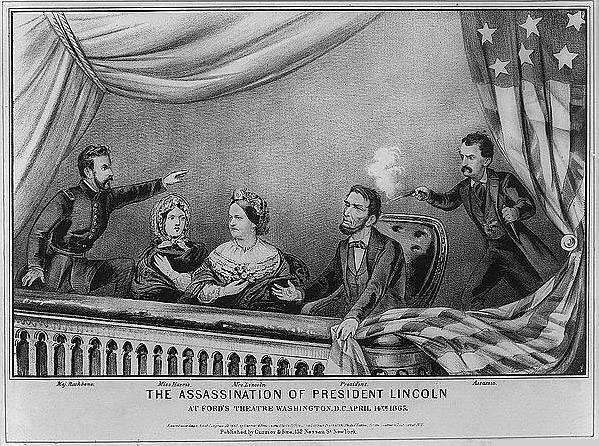 Maj. Rathbone. Miss Harris. Mrs. Lincoln. President. Assassin.
THE ASSASSINATION OF PRESIDENT LINCOLN
AT FORD'S THEATRE WASHINGTON. D.C. APRIL 14TH 1865.
Published by Currier & Ives, 152 Nassau St. New York.